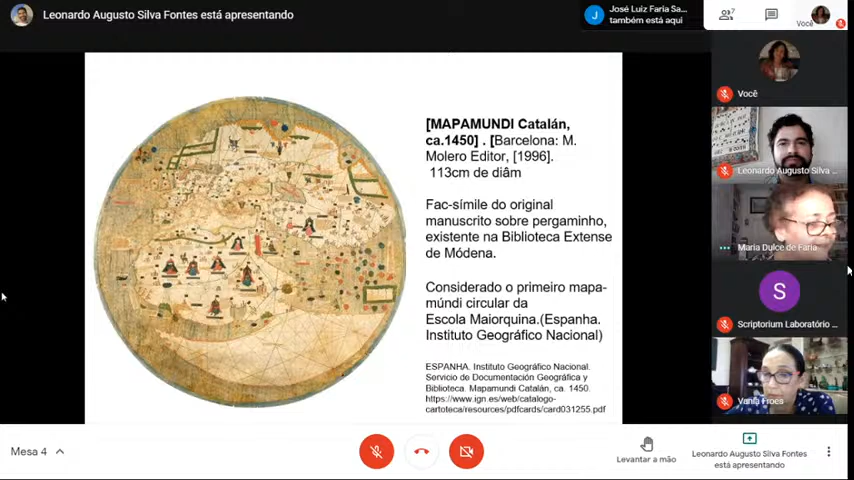 Leonardo Augusto Silva Fontes está apresentando
José Luiz Faria Sa...
também está aqui
7
Você
[MAPAMUNDI Catalán,
ca.1450] . [Barcelona: M.
Molero Editor, [1996].
113cm de diâm
Fac-símile do original
manuscrito sobre pergaminho,
existente na Biblioteca Extense
de Módena.
Considerado o primeiro mapa-
múndi circular da
Escola Maiorquina.(Espanha.
Instituto Geográfico Nacional)
ESPANHA. Instituto Geográfico Nacional.
Servicio de Documentación Geográfica y
Biblioteca. Mapamundi Catalán, ca. 1450.
https://www.ign.es/web/catalogo-
cartoteca/resources/pdfcards/card031255.pdf
Você
Leonardo Augusto Silva ...
Maria Dulce de Faria
S
Scriptorium Laboratório ...
Vania Froes
Mesa 4
Levantar a mão
Leonardo Augusto Silva Fontes
está apresentando